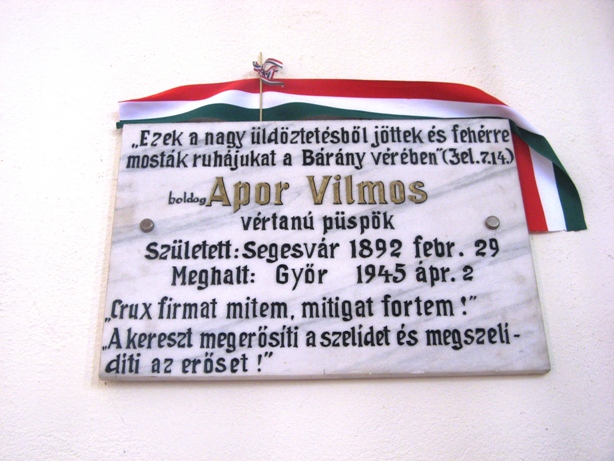 „Ezek a nagy üldöztetésből jöttek és fehérre
mosták ruhájukat a Bárány vérében" (Jel.7.14.)
boldog Apor Vilmos
vértanú püspök
Született: Segesvár 1892 febr. 29
Meghalt: Győr 1945 ápr. 2
„Crux firmat mitem, mitigat fortem!"
„A kereszt megerősíti a szelídet és megszelí-
díti az erőset!"